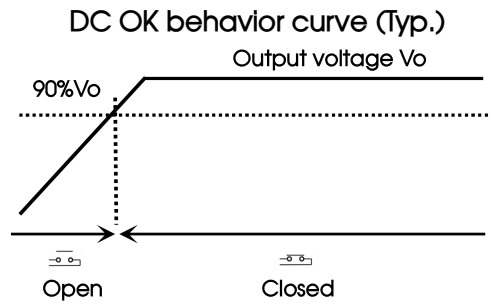 DC OK behavior curve (Typ.)
Output voltage Vo
90%Vo
Open
Closed